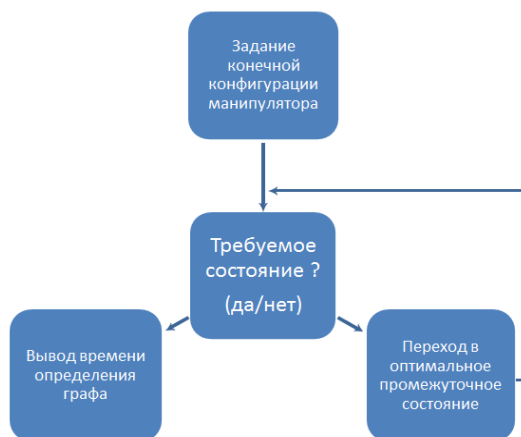 Задание
конечной
конфигурации
манипулятора
Требуемое
состояние ?
(да/нет)
Вывод времени
определения
графа
Переход в
оптимальное
промежуточное
состояние